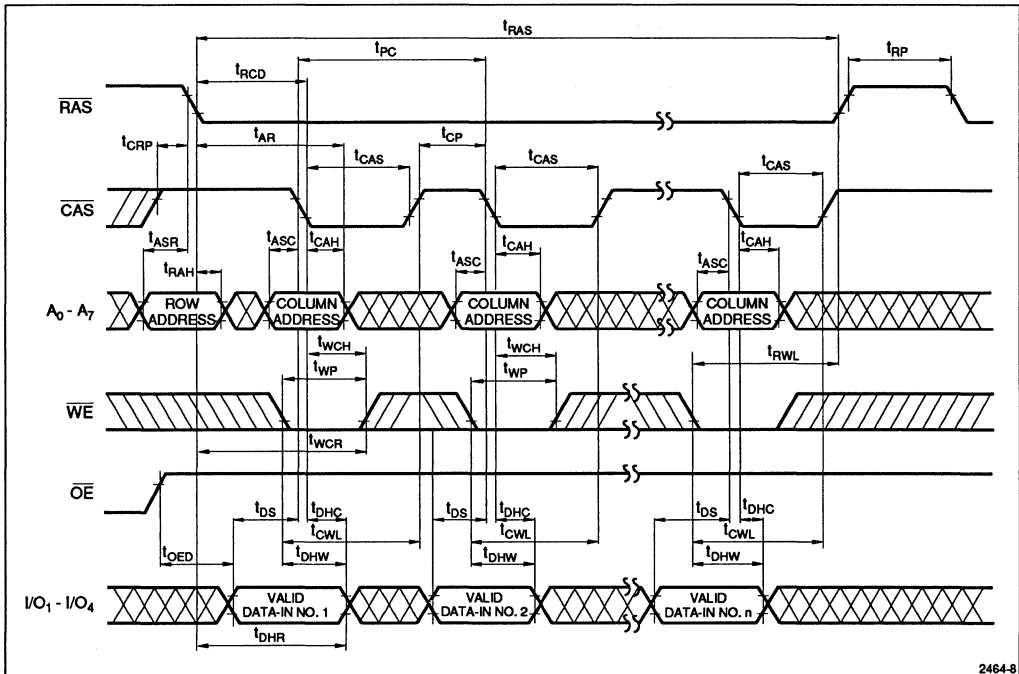 tRAS
tPC
tRP
tRCD
RAS
tCRP
tAR
tCP
tCAS
tCAS
tCAS
CAS
tASR
tASC
tCAH
tCAH
tCAH
tRAH
tASC
tASC
A0 - A7
ROW ADDRESS
COLUMN ADDRESS
COLUMN ADDRESS
COLUMN ADDRESS
tWCH
tWCH
tRWL
tWP
tWP
WE
tWCR
OE
tDS
tDHC
tDS
tDHC
tDS
tDHC
tCWL
tCWL
tCWL
tOED
tDHW
tDHW
tDHW
I/O1 - I/O4
VALID DATA-IN NO. 1
VALID DATA-IN NO. 2
VALID DATA-IN NO. n
tDHR
2464-8